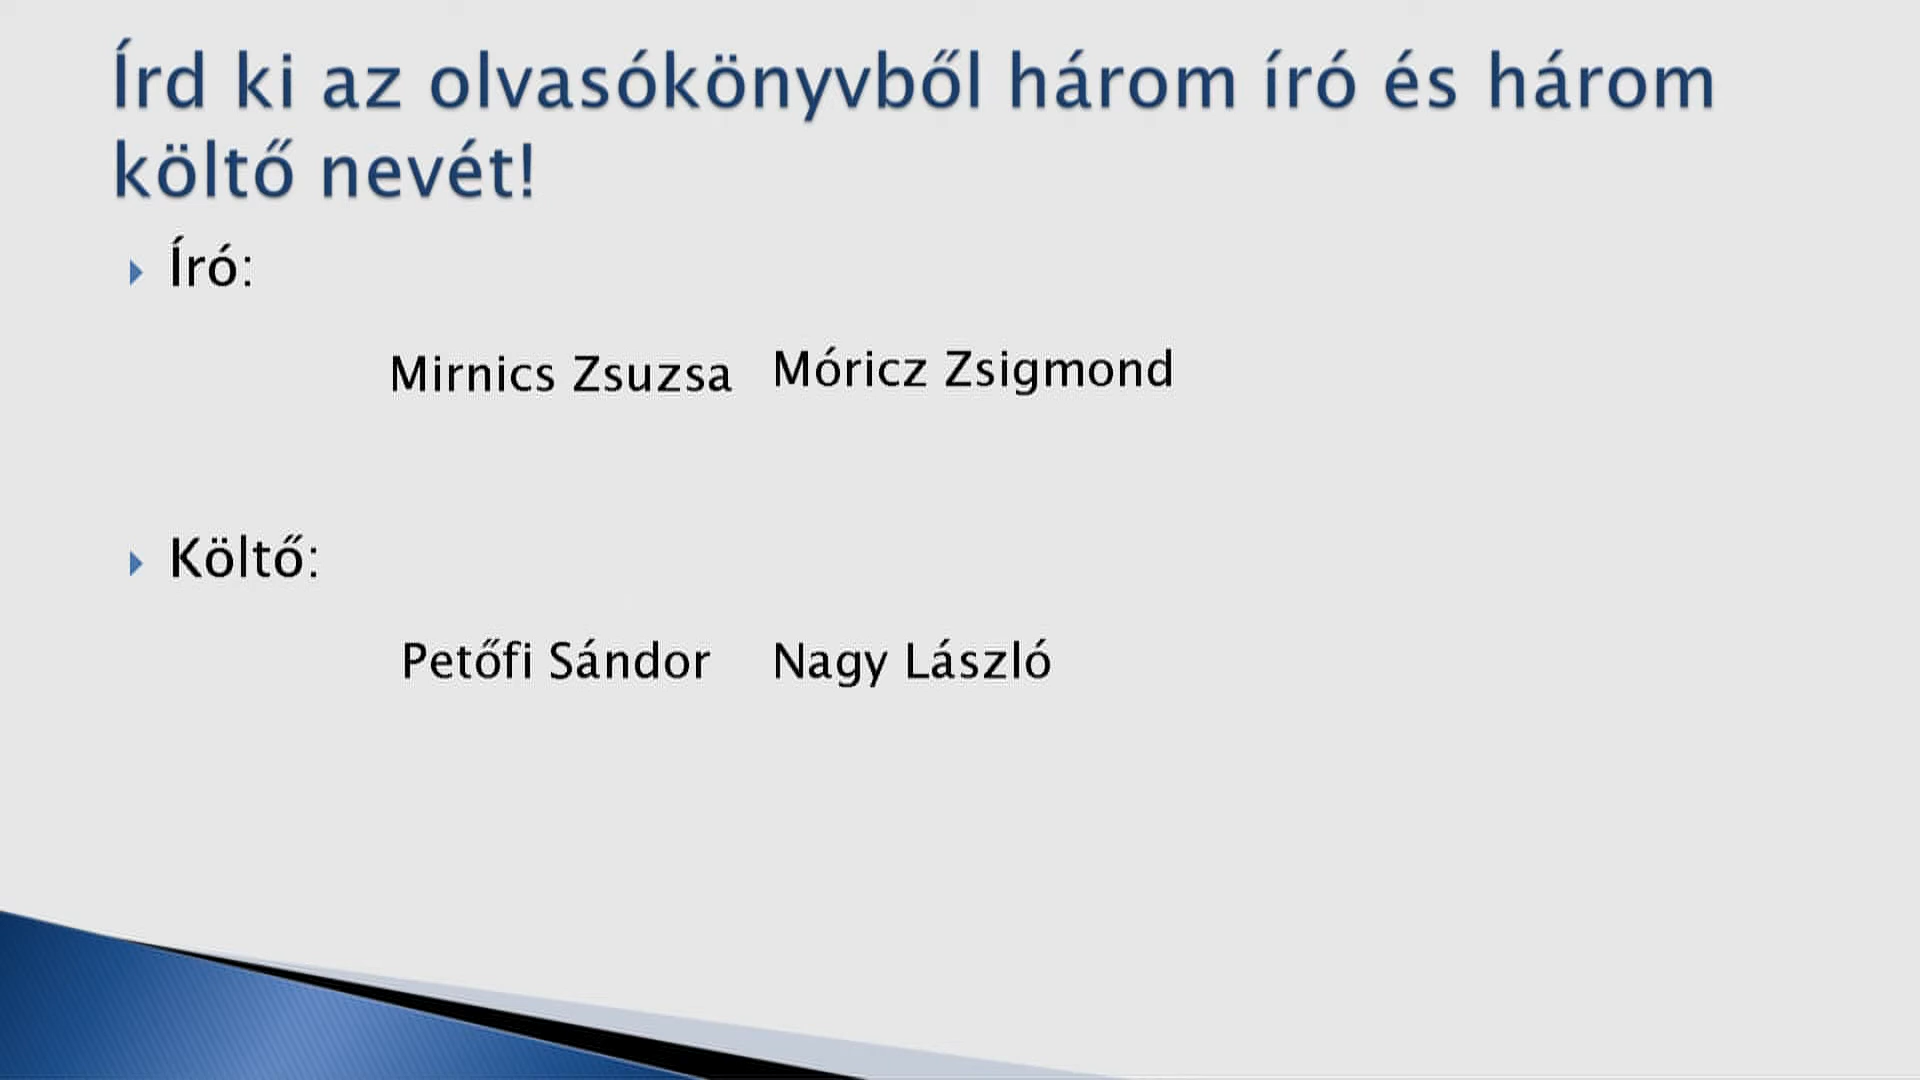 Írd ki az olvasókönyvből három író és három
költő nevét!
Író:
Mirnics Zsuzsa Móricz Zsigmond
Költő:
Petőfi Sándor Nagy László